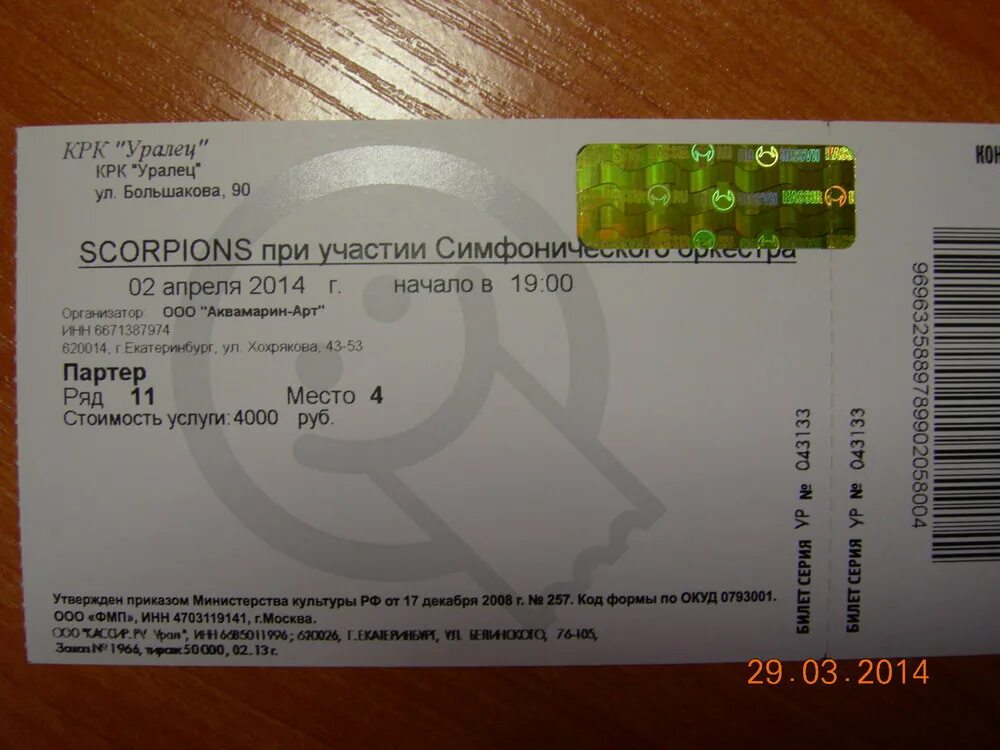 КРК "Уралец"
КРК "Уралец"
ул. Большакова, 90
SCORPIONS при участии Симфонического оркестра
02 апреля 2014 г. начало в 19:00
Организатор: ООО "Аквамарин-Арт"
ИНН 6671387974
620014, г.Екатеринбург, ул. Хохрякова, 43-53
Партер
Ряд 11 Место 4
Стоимость услуги: 4000 руб.
Утвержден приказом Министерства культуры РФ от 17 декабря 2008 г. № 257. Код формы по ОКУД 0793001.
ООО «ФМП», ИНН 4703119141, г.Москва.
ООО "КАССИР.РУ Урал", ИНН 6685011996; 620026, Г.ЕКАТЕРИНБУРГ, УЛ. БЕЛИНСКОГО, 76-105,
Заказ № 1966, тираж 50 000, 02.13 г.
БИЛЕТ СЕРИЯ УР № 043133
БИЛЕТ СЕРИЯ УР № 043133
КОН
9696325889789902058004
29.03.2014